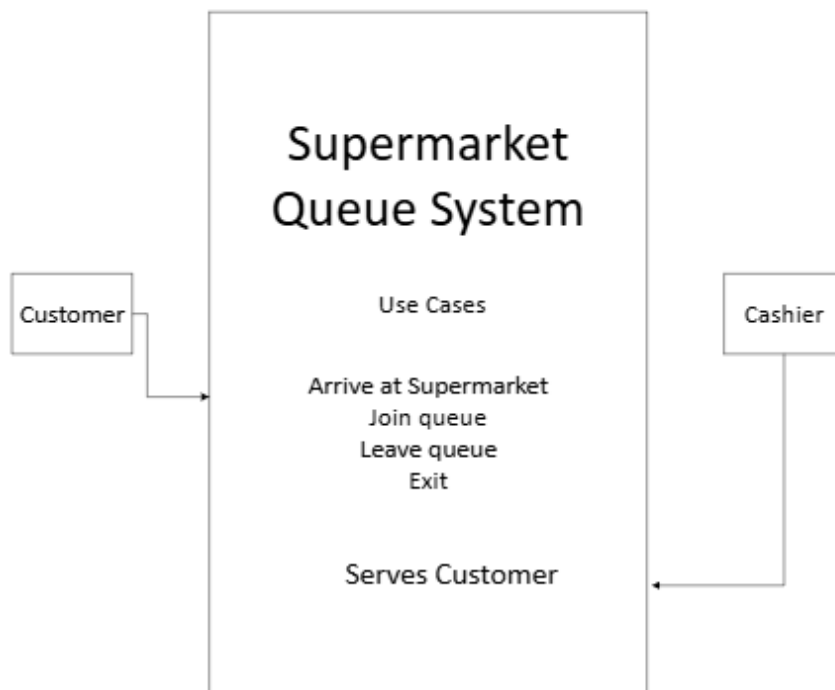 Supermarket
Queue System
Customer
Use Cases
Cashier
Arrive at Supermarket
Join queue
Leave queue
Exit
Serves Customer